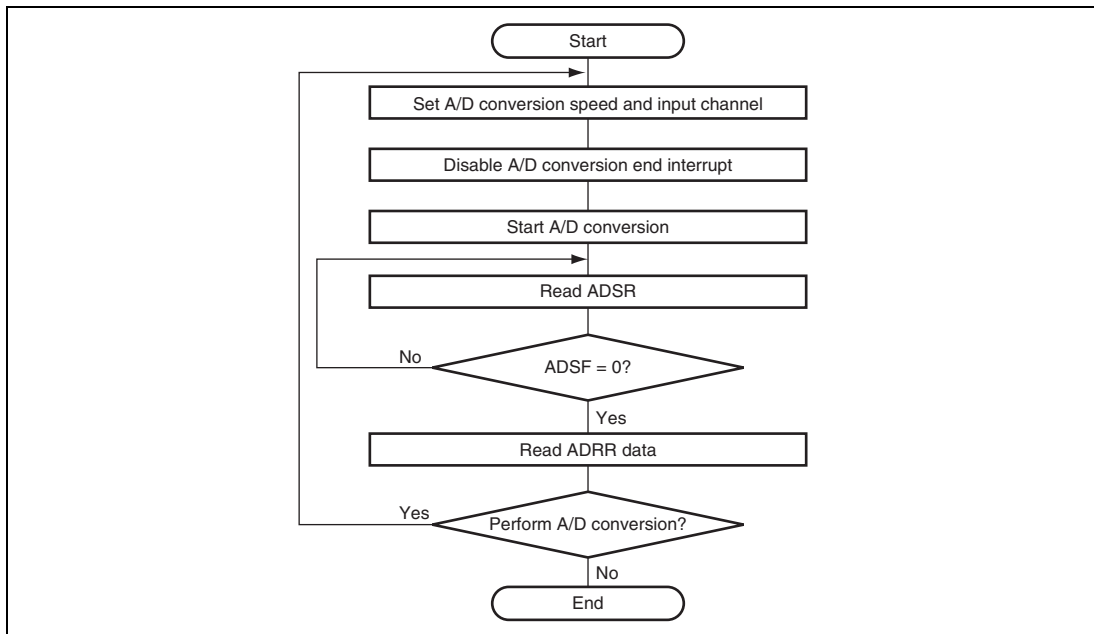 Start
Set A/D conversion speed and input channel
Disable A/D conversion end interrupt
Start A/D conversion
Read ADSR
No
ADSF = 0?
Yes
Read ADRR data
Yes
Perform A/D conversion?
No
End